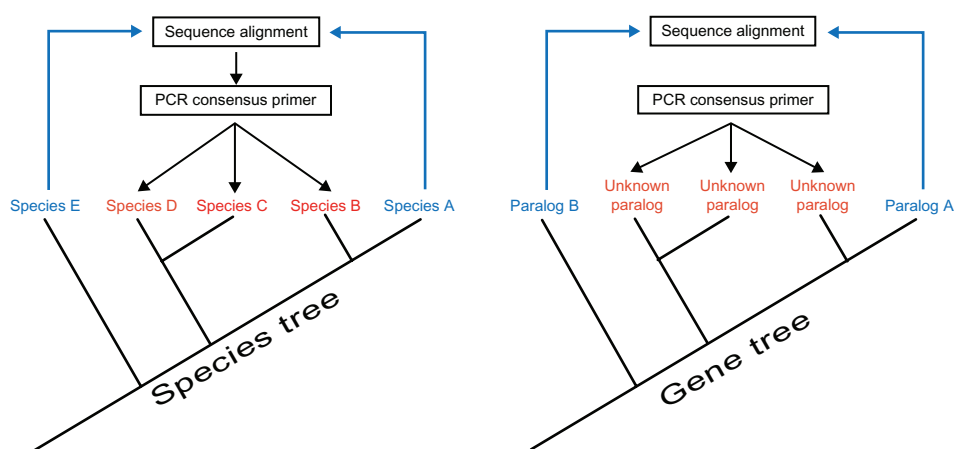 Sequence alignment
PCR consensus primer
Species E
Species D
Species C
Species B
Species A
Species tree
Sequence alignment
PCR consensus primer
Paralog B
Unknown
paralog
Unknown
paralog
Unknown
paralog
Paralog A
Gene tree